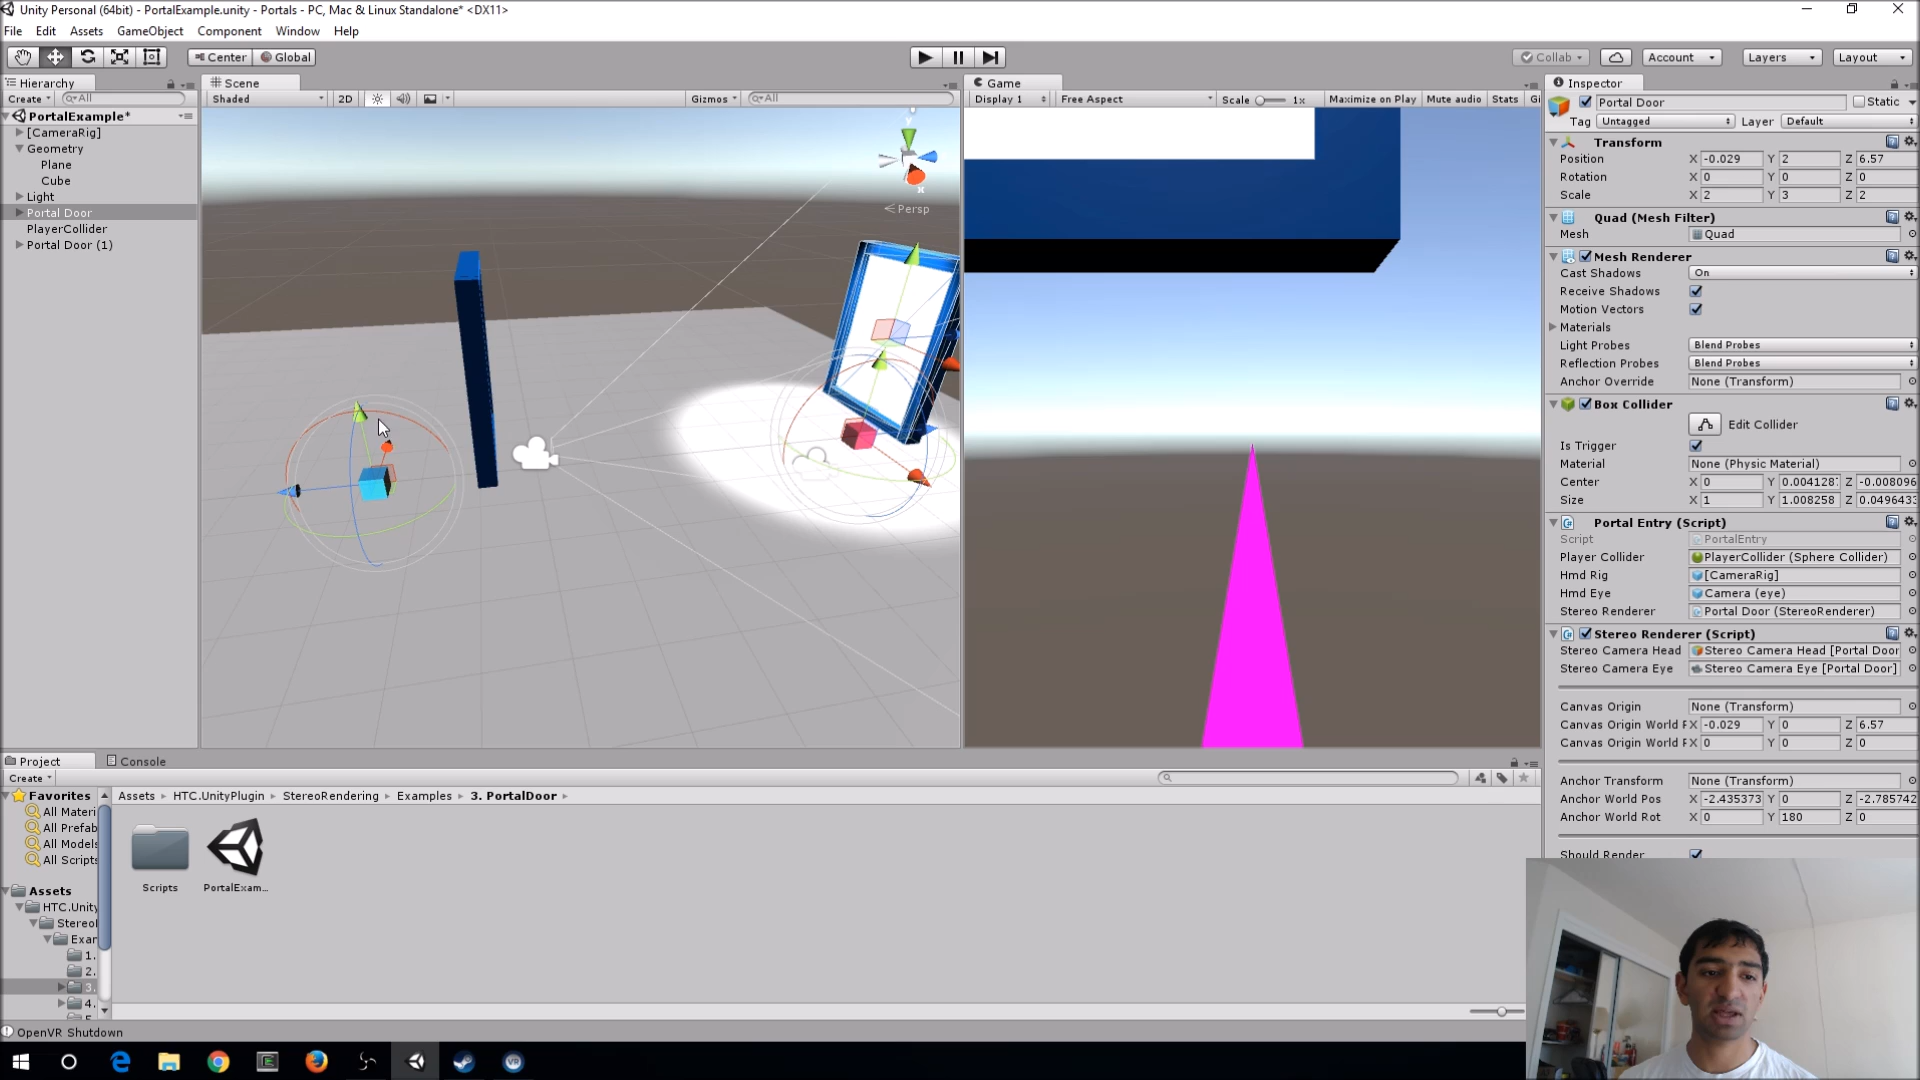 Unity Personal (64bit) - PortalExample.unity - Portals - PC, Mac & Linux Standalone* <DX11>
File Edit Assets GameObject Component Window Help
Center Global
Collab Account Layers Layout
Hierarchy
Create All
PortalExample*
[CameraRig]
Geometry
Plane
Cube
Light
Portal Door
PlayerCollider
Portal Door (1)
Scene
Shaded 2D Gizmos All
y
x
Persp
Game
Display 1 Free Aspect Scale 1x Maximize on Play Mute audio Stats Gi
Inspector
Portal Door Static
Tag Untagged Layer Default
Transform
Position X -0.029 Y 2 Z 6.57
Rotation X 0 Y 0 Z 0
Scale X 2 Y 3 Z 2
Quad (Mesh Filter)
Mesh Quad
Mesh Renderer
Cast Shadows On
Receive Shadows
Motion Vectors
Materials
Light Probes Blend Probes
Reflection Probes Blend Probes
Anchor Override None (Transform)
Box Collider
Edit Collider
Is Trigger
Material None (Physic Material)
Center X 0 Y 0.0041287 Z -0.008096
Size X 1 Y 1.008258 Z 0.0496433
Portal Entry (Script)
Script PortalEntry
Player Collider PlayerCollider (Sphere Collider)
Hmd Rig [CameraRig]
Hmd Eye Camera (eye)
Stereo Renderer Portal Door (StereoRenderer)
Stereo Renderer (Script)
Stereo Camera Head Stereo Camera Head [Portal Door
Stereo Camera Eye Stereo Camera Eye [Portal Door]
Canvas Origin None (Transform)
Canvas Origin World P X -0.029 Y 0 Z 6.57
Canvas Origin World P X 0 Y 0 Z 0
Anchor Transform None (Transform)
Anchor World Pos X -2.435373 Y 0 Z -2.785742
Anchor World Rot X 0 Y 180 Z 0
Should Render
Project Console
Create
Favorites
All Materi
All Prefab
All Models
All Scripts
Assets
HTC.Unity
Stereo
Exar
1.
2.
3.
4.
Assets HTC.UnityPlugin StereoRendering Examples 3. PortalDoor
Scripts
PortalExam...
OpenVR Shutdown